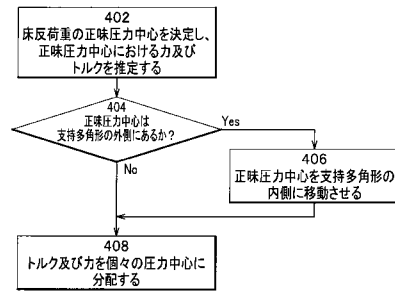 402
床反荷重の正味圧力中心を決定し、
正味圧力中心における力及び
トルクを推定する
404
正味圧力中心は
支持多角形の外側にあるか?
Yes
No
406
正味圧力中心を支持多角形の
内側に移動させる
408
トルク及び力を個々の圧力中心に
分配する